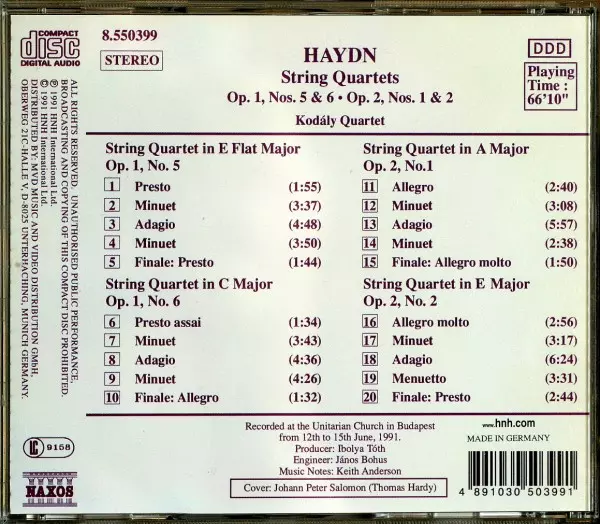 COMPACT
disc
DIGITAL AUDIO
8.550399
STEREO
HAYDN
String Quartets
Op. 1, Nos. 5 & 6 • Op. 2, Nos. 1 & 2
Kodály Quartet
DDD
Playing
Time :
66'10"
String Quartet in E Flat Major
Op. 1, No. 5
1 Presto (1:55)
2 Minuet (3:37)
3 Adagio (4:48)
4 Minuet (3:50)
5 Finale: Presto (1:44)
String Quartet in C Major
Op. 1, No. 6
6 Presto assai (1:34)
7 Minuet (3:43)
8 Adagio (4:36)
9 Minuet (4:26)
10 Finale: Allegro (1:32)
String Quartet in A Major
Op. 2, No.1
11 Allegro (2:40)
12 Minuet (3:08)
13 Adagio (5:57)
14 Minuet (2:38)
15 Finale: Allegro molto (1:50)
String Quartet in E Major
Op. 2, No. 2
16 Allegro molto (2:56)
17 Minuet (3:17)
18 Adagio (6:24)
19 Menuetto (3:31)
20 Finale: Presto (2:44)
Recorded at the Unitarian Church in Budapest
from 12th to 15th June, 1991.
Producer: Ibolya Tóth
Engineer: János Bohus
Music Notes: Keith Anderson
Cover: Johann Peter Salomon (Thomas Hardy)
www.hnh.com
MADE IN GERMANY
4 891030 503991
ALL RIGHTS RESERVED. UNAUTHORISED PUBLIC PERFORMANCE,
BROADCASTING AND COPYING OF THIS COMPACT DISC PROHIBITED.
℗ 1991 HNH International Ltd.
© 1991 HNH International Ltd.
DISTRIBUTED BY: MVD MUSIC AND VIDEO DISTRIBUTION GmbH,
OBERWEG 21C-HALLE V, D-8025 UNTERHACHING, MUNICH GERMANY.
LC 9158
NAXOS